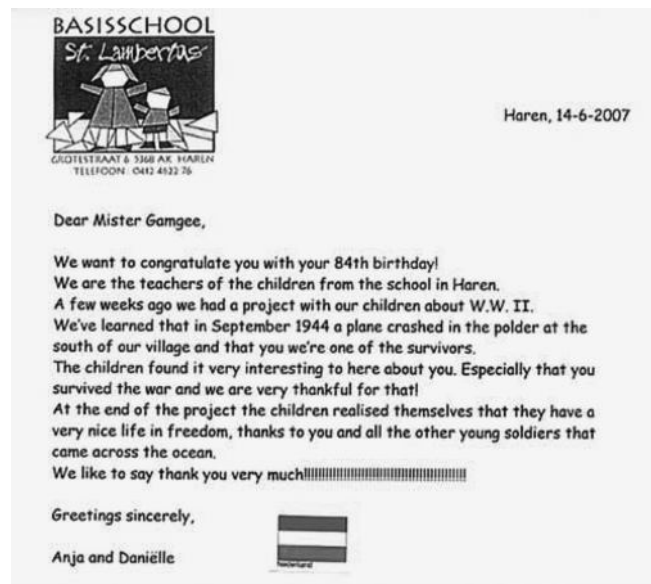 BASISSCHOOL
St. Lambertus
GROTESTRAAT 6 5368 AK HAREN
TELEFOON: 0412 4632 76
Haren, 14-6-2007
Dear Mister Gamgee,
We want to congratulate you with your 84th birthday!
We are the teachers of the children from the school in Haren.
A few weeks ago we had a project with our children about W.W. II.
We've learned that in September 1944 a plane crashed in the polder at the
south of our village and that you we're one of the survivors.
The children found it very interesting to here about you. Especially that you
survived the war and we are very thankful for that!
At the end of the project the children realised themselves that they have a
very nice life in freedom, thanks to you and all the other young soldiers that
came across the ocean.
We like to say thank you very much!!!!!!!!!!!!!!!!!!!!!!!!!!!!!!!!!!!!!!!!
Greetings sincerely,
Nederland
Anja and Daniëlle